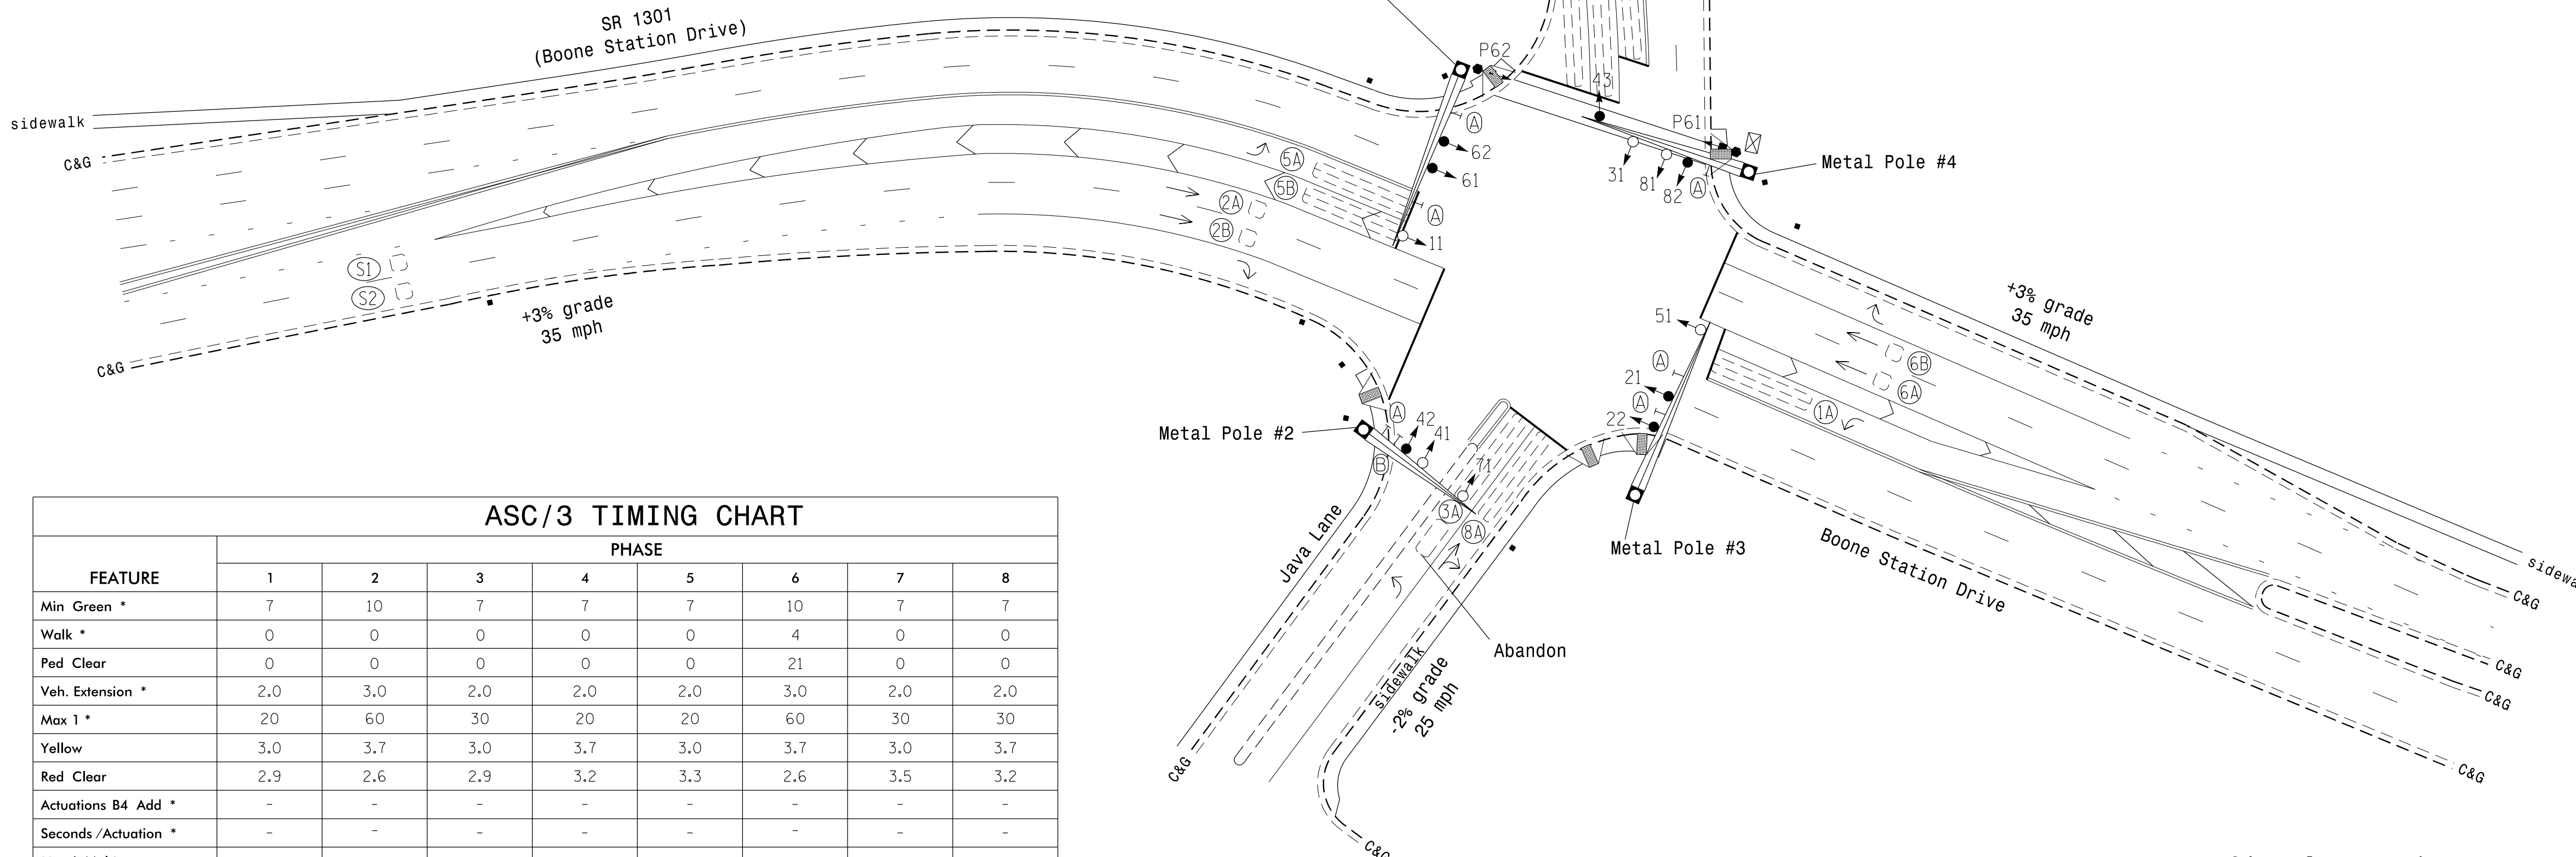 SR 1301
(Boone Station Drive)
sidewalk
C&G
C&G
+3% grade
35 mph
S1
S2
5A
5B
2A
2B
P62
A
62
61
A
11
43
P61
31
81
82
A
Metal Pole #4
+3% grade
35 mph
51
A
21
A
22
6B
6A
1A
Metal Pole #2
A
42
41
B
71
3A
8A
Metal Pole #3
Java Lane
Abandon
sidewalk
-2% grade
25 mph
C&G
C&G
Boone Station Drive
C&G
C&G
C&G
C&G
ASC/3 TIMING CHART
FEATURE PHASE
1 2 3 4 5 6 7 8
Min Green * 7 10 7 7 7 10 7 7
Walk * 0 0 0 0 0 4 0 0
Ped Clear 0 0 0 0 0 21 0 0
Veh. Extension * 2.0 3.0 2.0 2.0 2.0 3.0 2.0 2.0
Max 1 * 20 60 30 20 20 60 30 30
Yellow 3.0 3.7 3.0 3.7 3.0 3.7 3.0 3.7
Red Clear 2.9 2.6 2.9 3.2 3.3 2.6 3.5 3.2
Actuations B4 Add * - - - - - - - -
Seconds /Actuation * - - - - - - - -